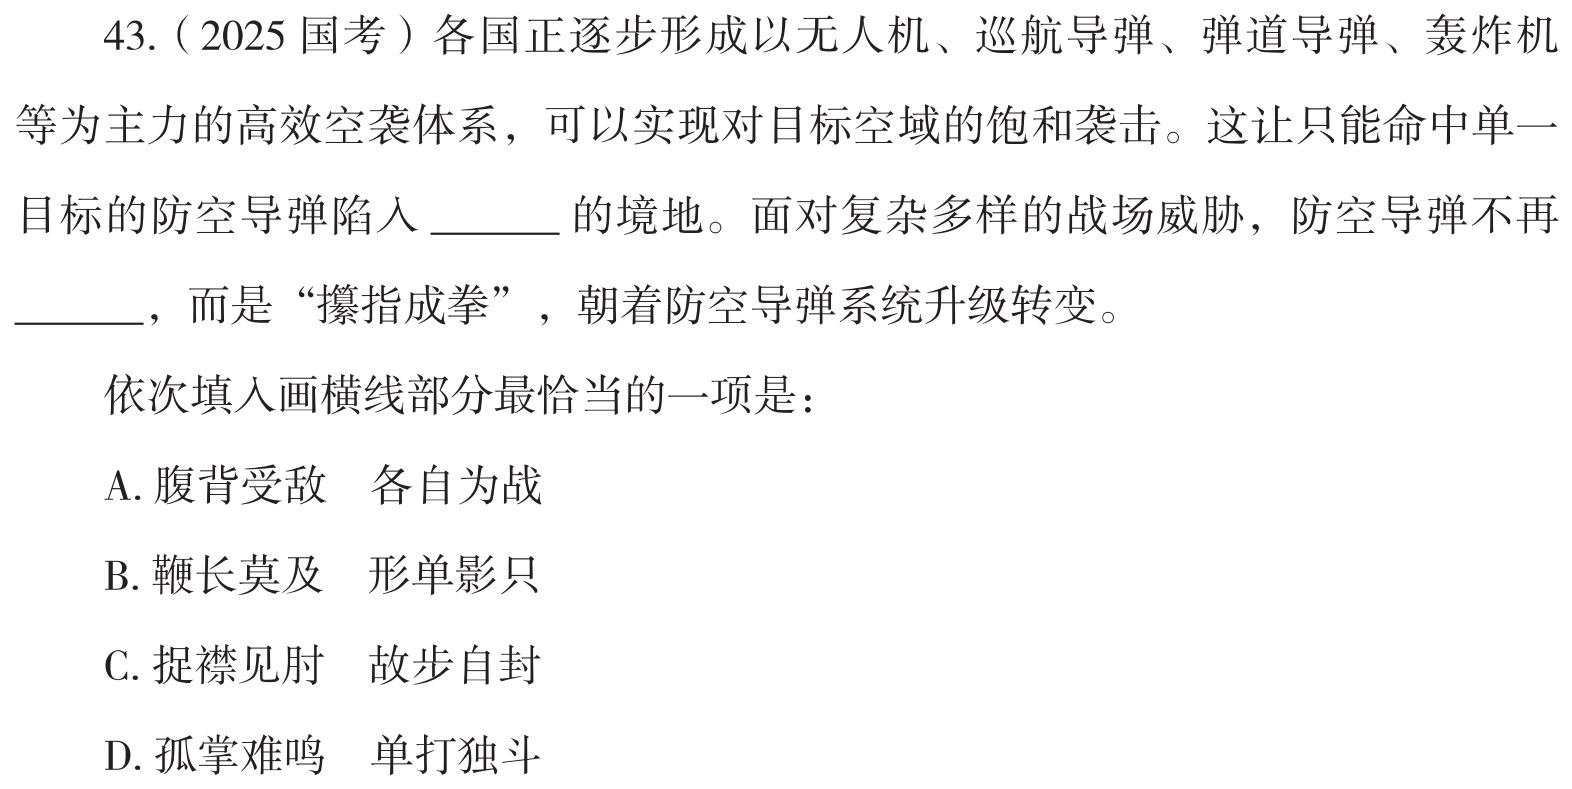 43.（2025 国考）各国正逐步形成以无人机、巡航导弹、弹道导弹、轰炸机
等为主力的高效空袭体系，可以实现对目标空域的饱和袭击。这让只能命中单一
目标的防空导弹陷入 ______ 的境地。面对复杂多样的战场威胁，防空导弹不再
______，而是“攥指成拳”，朝着防空导弹系统升级转变。
依次填入画横线部分最恰当的一项是：
A. 腹背受敌　各自为战
B. 鞭长莫及　形单影只
C. 捉襟见肘　故步自封
D. 孤掌难鸣　单打独斗